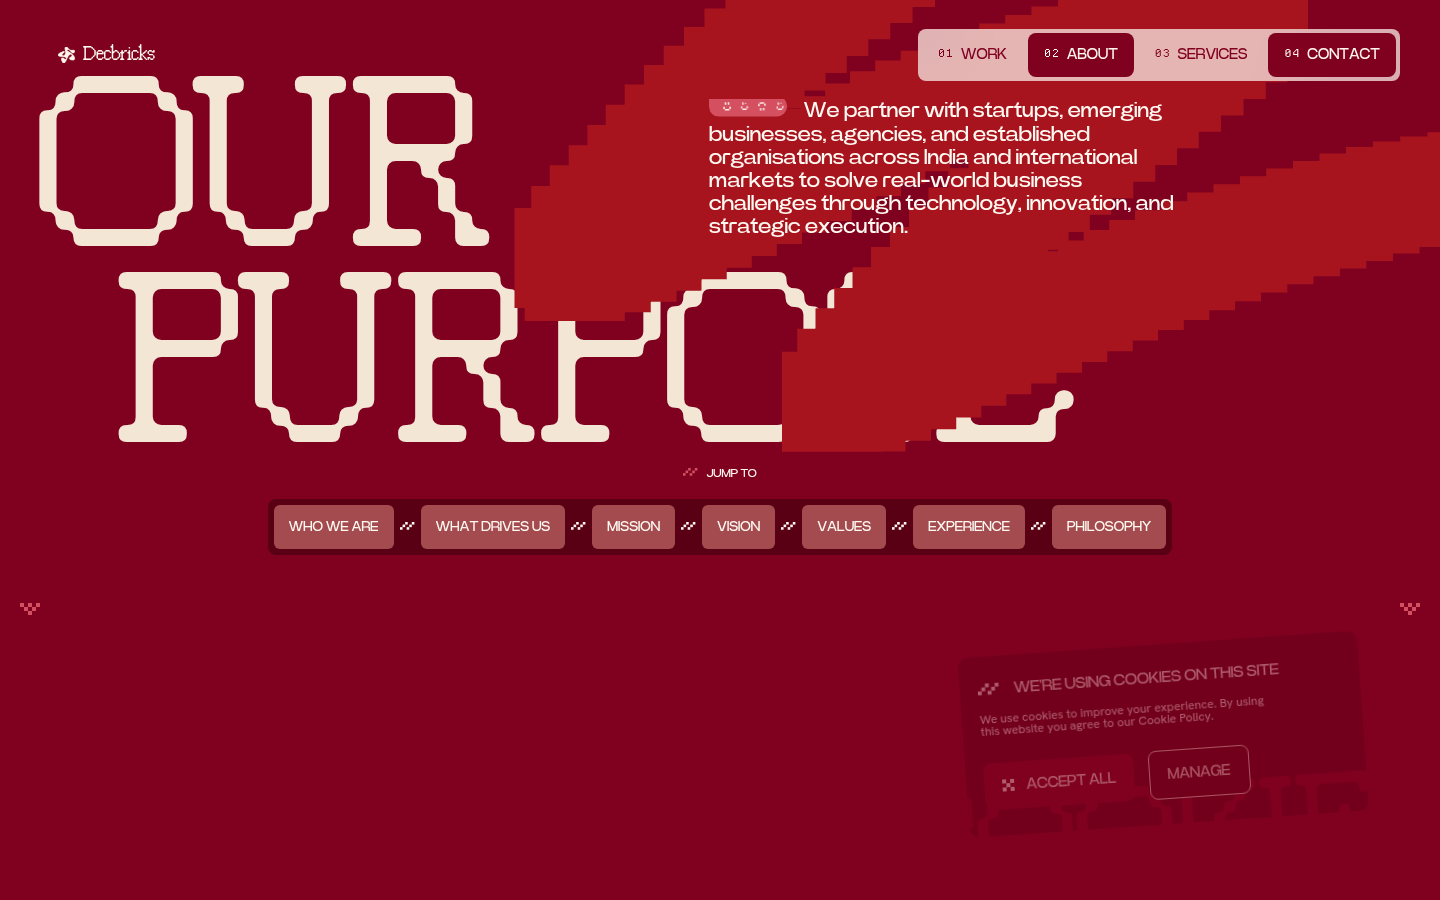 Decbricks
01 WORK
02 ABOUT
03 SERVICES
04 CONTACT
OUR
We partner with startups, emerging
businesses, agencies, and established
organisations across India and international
markets to solve real-world business
challenges through technology, innovation, and
strategic execution.
JUMP TO
WHO WE ARE
WHAT DRIVES US
MISSION
VISION
VALUES
EXPERIENCE
PHILOSOPHY
WE'RE USING COOKIES ON THIS SITE
We use cookies to improve your experience. By using
this website you agree to our Cookie Policy.
ACCEPT ALL
MANAGE